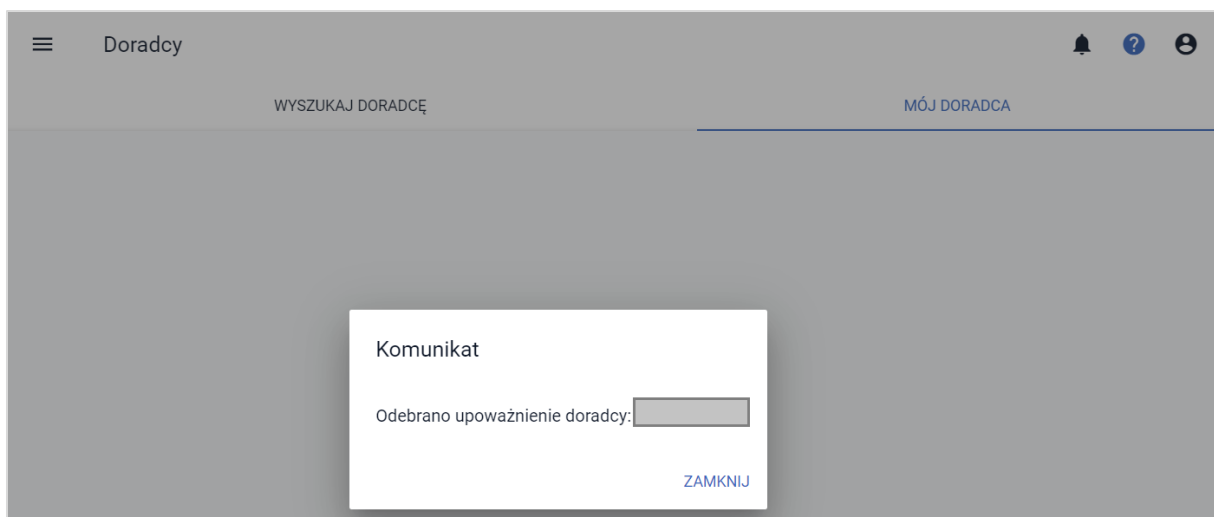 Doradcy
WYSZUKAJ DORADCĘ
MÓJ DORADCA
Komunikat
Odebrano upoważnienie doradcy:
ZAMKNIJ